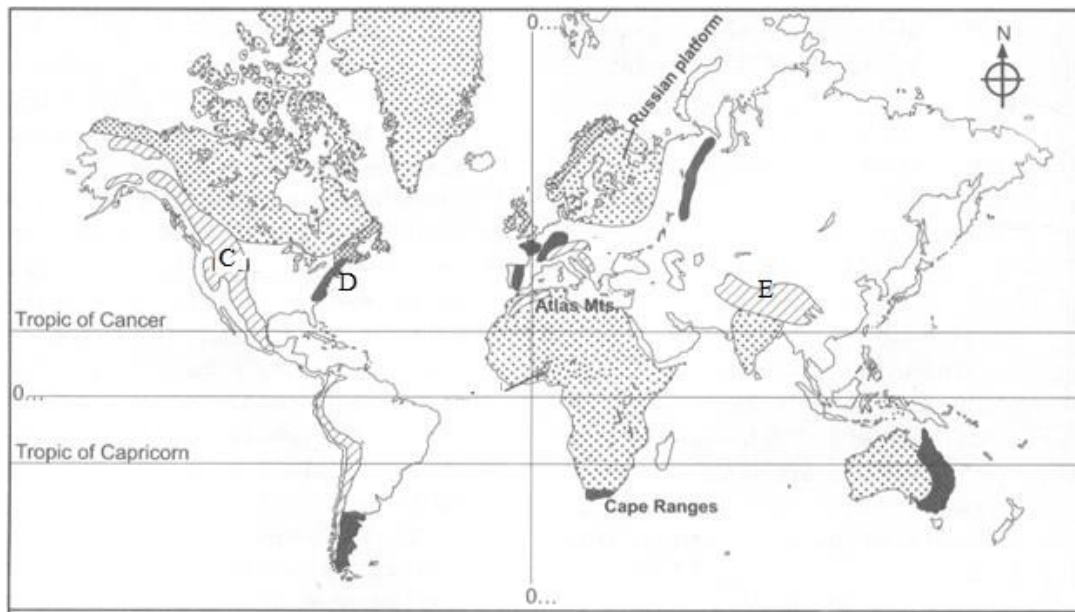 0...
N
Russian platform
C
D
E
Atlas Mts.
Tropic of Cancer
0...
Tropic of Capricorn
Cape Ranges
0...